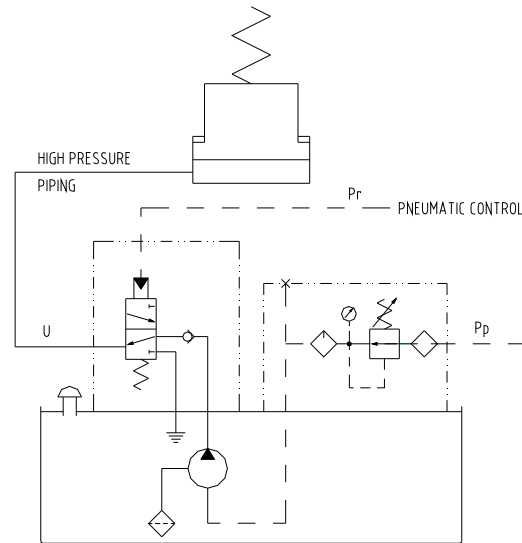 HIGH PRESSURE
PIPING
Pr
PNEUMATIC CONTROL
U
Pp